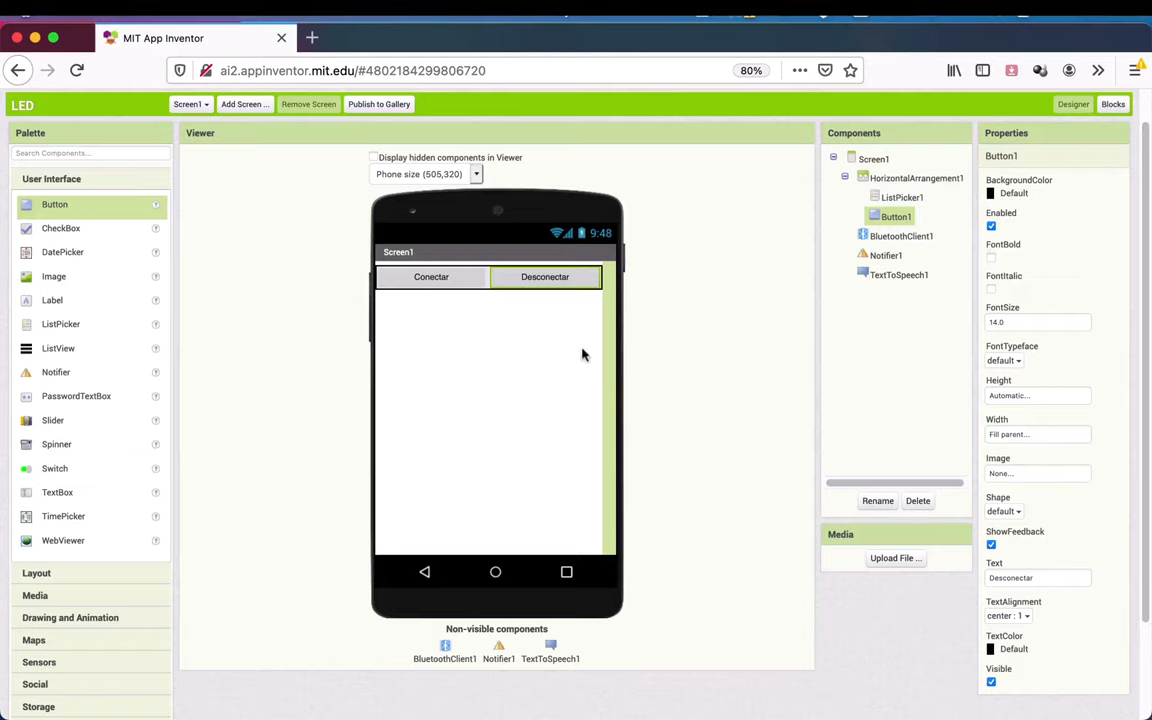 MIT App Inventor
ai2.appinventor.mit.edu/#4802184299806720
80%
LED
Screen1
Add Screen ...
Remove Screen
Publish to Gallery
Designer
Blocks
Palette
Search Components...
User Interface
Button
CheckBox
DatePicker
Image
Label
ListPicker
ListView
Notifier
PasswordTextBox
Slider
Spinner
Switch
TextBox
TimePicker
WebViewer
Layout
Media
Drawing and Animation
Maps
Sensors
Social
Storage
Viewer
Display hidden components in Viewer
Phone size (505,320)
9:48
Screen1
Conectar
Desconectar
Non-visible components
BluetoothClient1
Notifier1
TextToSpeech1
Components
Screen1
HorizontalArrangement1
ListPicker1
Button1
BluetoothClient1
Notifier1
TextToSpeech1
Rename
Delete
Media
Upload File ...
Properties
Button1
BackgroundColor
Default
Enabled
FontBold
FontItalic
FontSize
14.0
FontTypeface
default
Height
Automatic...
Width
Fill parent...
Image
None...
Shape
default
ShowFeedback
Text
Desconectar
TextAlignment
center : 1
TextColor
Default
Visible